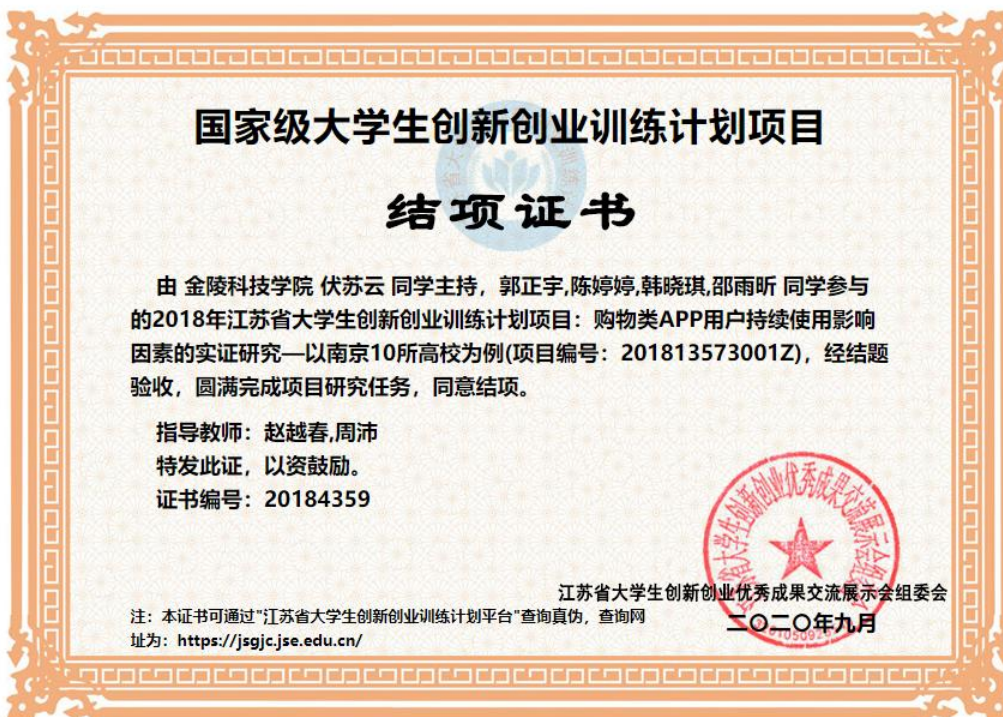 国家级大学生创新创业训练计划项目
结项证书
由 金陵科技学院 伏苏云 同学主持，郭正宇,陈婷婷,韩晓琪,邵雨昕 同学参与
的2018年江苏省大学生创新创业训练计划项目：购物类APP用户持续使用影响
因素的实证研究—以南京10所高校为例(项目编号：201813573001Z)，经结题
验收，圆满完成项目研究任务，同意结项。
指导教师：赵越春,周沛
特发此证，以资鼓励。
证书编号：20184359
江苏省大学生创新创业优秀成果交流展示会组委会
二〇二〇年九月
注：本证书可通过"江苏省大学生创新创业训练计划平台"查询真伪，查询网
址为：https://jsgjc.jse.edu.cn/